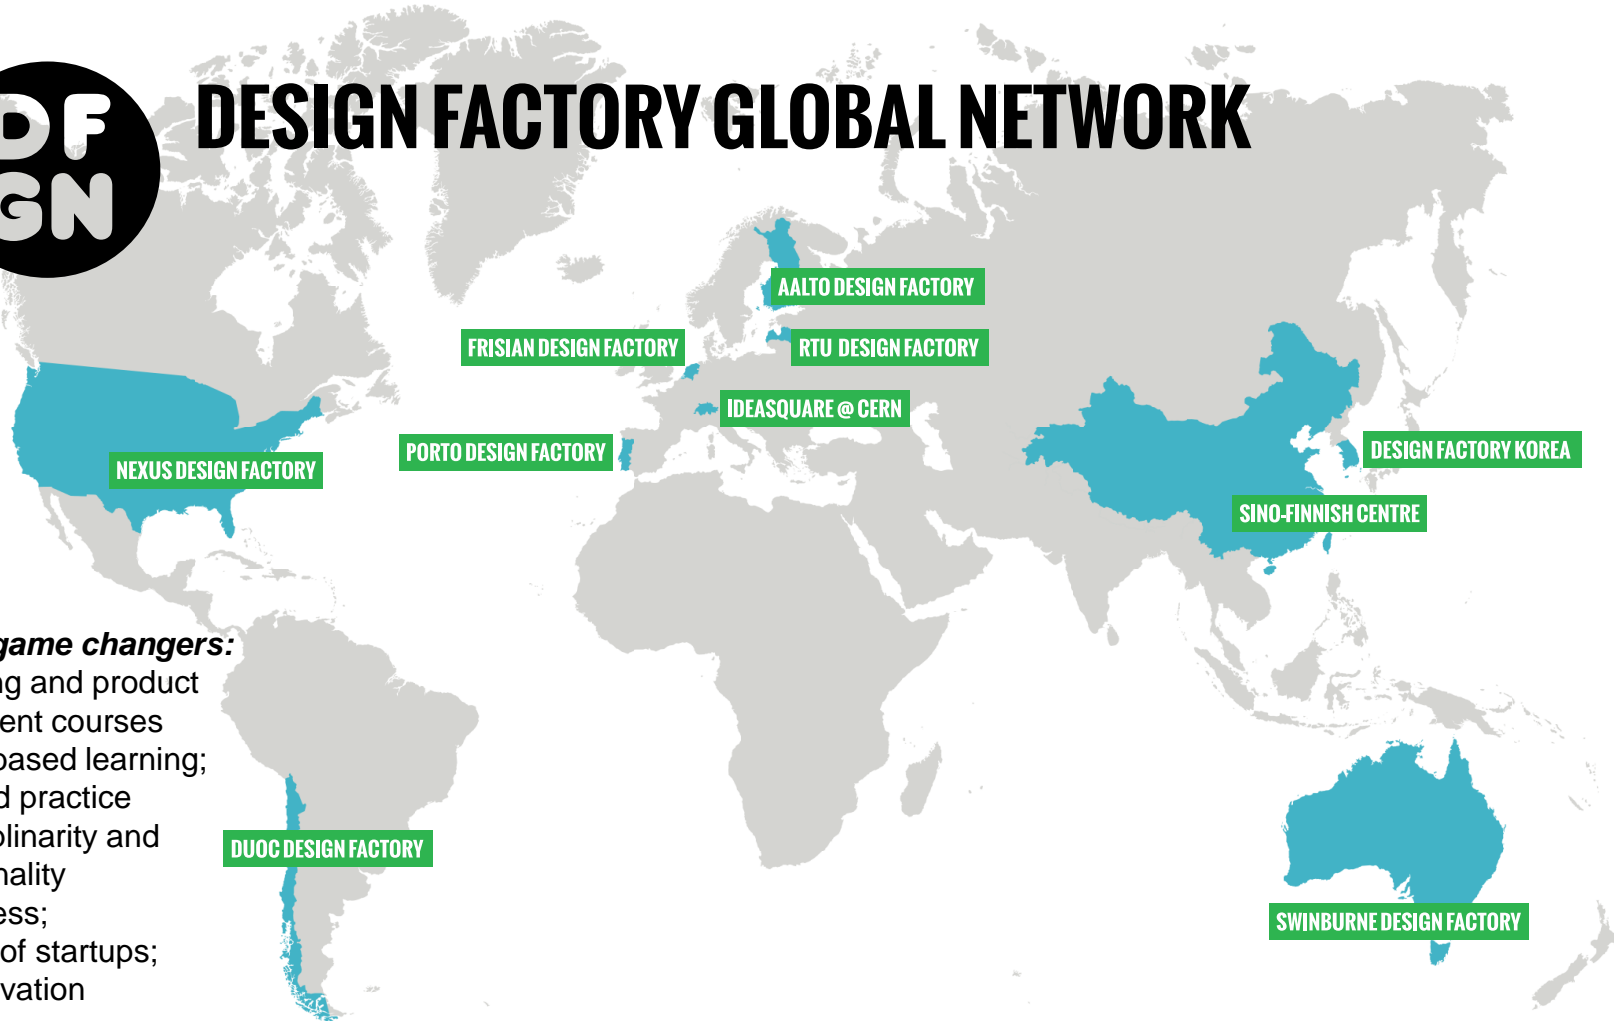 DF
GN
DESIGN FACTORY GLOBAL NETWORK
AALTO DESIGN FACTORY
FRISIAN DESIGN FACTORY
RTU DESIGN FACTORY
IDEASQUARE @ CERN
PORTO DESIGN FACTORY
DESIGN FACTORY KOREA
NEXUS DESIGN FACTORY
SINO-FINNISH CENTRE
game changers:
ng and product
ent courses
based learning;
d practice
olinarity and
nality
ess;
of startups;
vation
DUOC DESIGN FACTORY
SWINBURNE DESIGN FACTORY